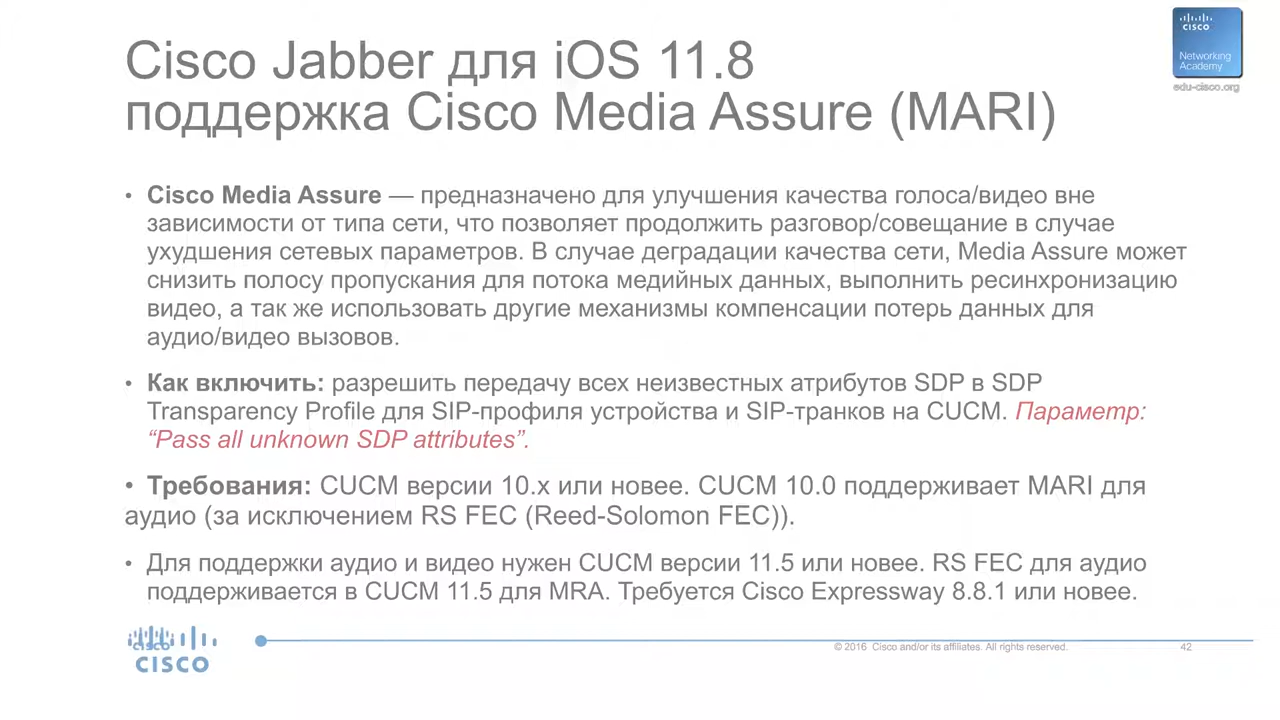 Cisco Jabber для iOS 11.8
поддержка Cisco Media Assure (MARI)
cisco
Networking
Academy
edu-cisco.org
• Cisco Media Assure — предназначено для улучшения качества голоса/видео вне
зависимости от типа сети, что позволяет продолжить разговор/совещание в случае
ухудшения сетевых параметров. В случае деградации качества сети, Media Assure может
снизить полосу пропускания для потока медийных данных, выполнить ресинхронизацию
видео, а так же использовать другие механизмы компенсации потерь данных для
аудио/видео вызовов.
• Как включить: разрешить передачу всех неизвестных атрибутов SDP в SDP
Transparency Profile для SIP-профиля устройства и SIP-транков на CUCM. Параметр:
“Pass all unknown SDP attributes”.
• Требования: CUCM версии 10.x или новее. CUCM 10.0 поддерживает MARI для
аудио (за исключением RS FEC (Reed-Solomon FEC)).
• Для поддержки аудио и видео нужен CUCM версии 11.5 или новее. RS FEC для аудио
поддерживается в CUCM 11.5 для MRA. Требуется Cisco Expressway 8.8.1 или новее.
cisco
CISCO
© 2016 Cisco and/or its affiliates. All rights reserved.
42